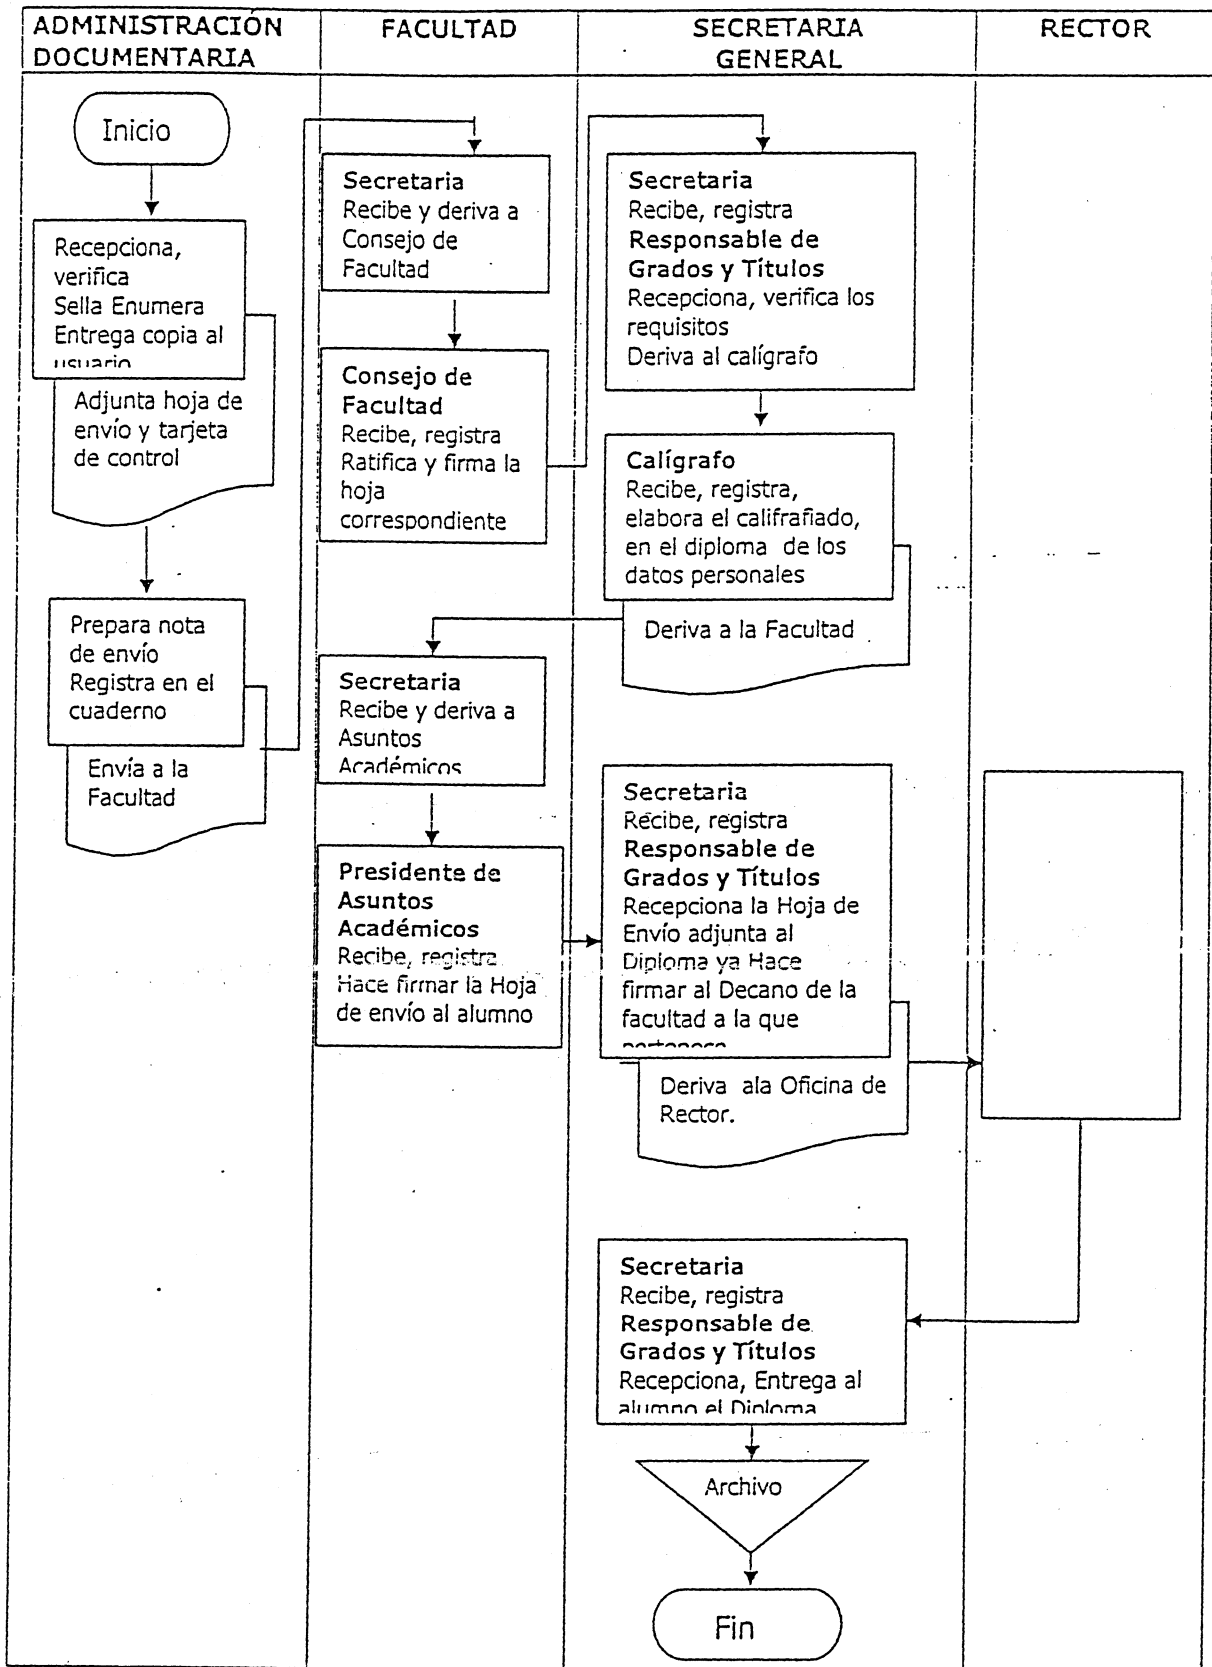 ADMINISTRACIÓN
DOCUMENTARIA
FACULTAD
SECRETARIA
GENERAL
RECTOR
Inicio
Recepciona,
verifica
Sella Enumera
Entrega copia al
usuario
Adjunta hoja de
envío y tarjeta
de control
Prepara nota
de envío
Registra en el
cuaderno
Envía a la
Facultad
Secretaria
Recibe y deriva a
Consejo de
Facultad
Consejo de
Facultad
Recibe, registra
Ratifica y firma la
hoja
correspondiente
Secretaria
Recibe, registra
Responsable de
Grados y Títulos
Recepciona, verifica los
requisitos
Deriva al calígrafo
Calígrafo
Recibe, registra,
elabora el califrafiado,
en el diploma de los
datos personales
Deriva a la Facultad
Secretaria
Recibe y deriva a
Asuntos
Académicos
Presidente de
Asuntos
Académicos
Recibe, registra
Hace firmar la Hoja
de envío al alumno
Secretaria
Recibe, registra
Responsable de
Grados y Títulos
Recepciona la Hoja de
Envío adjunta al
Diploma ya Hace
firmar al Decano de la
facultad a la que
pertenece
Deriva ala Oficina de
Rector.
Secretaria
Recibe, registra
Responsable de
Grados y Títulos
Recepciona, Entrega al
alumno el Diploma
Archivo
Fin